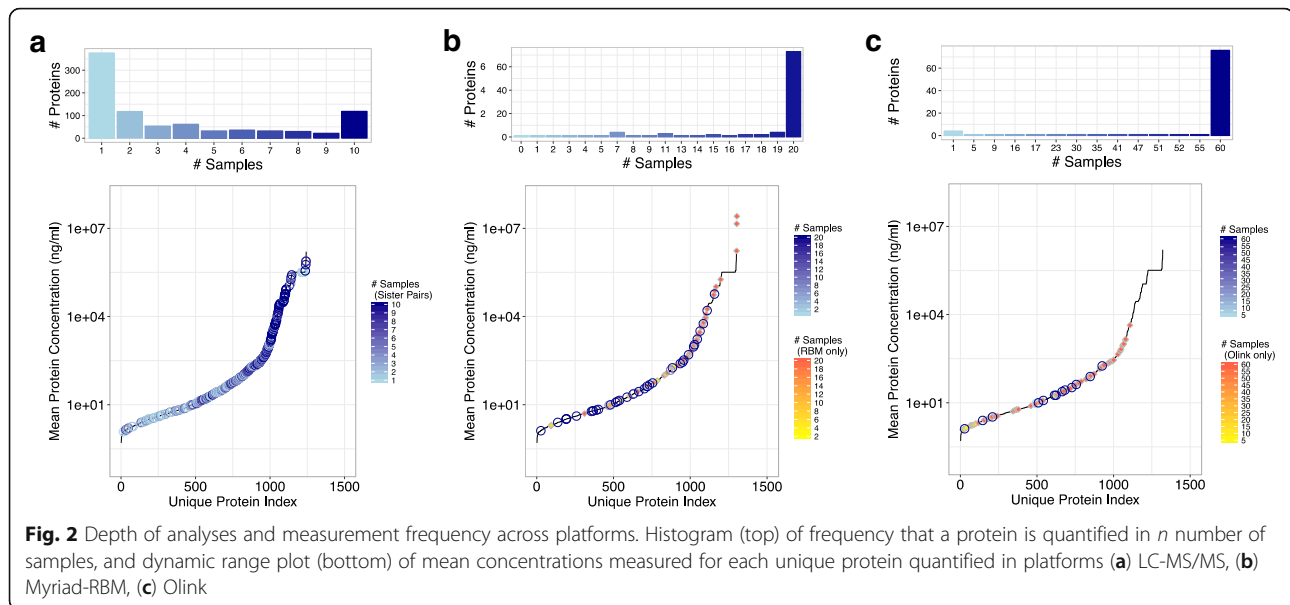 a
# Proteins
300
200
100
0
1 2 3 4 5 6 7 8 9 10
# Samples
Mean Protein Concentration (ng/ml)
1e+07
1e+04
1e+01
0 500 1000 1500
Unique Protein Index
# Samples
(Sister Pairs)
10
9
8
7
6
5
4
3
2
1
b
# Proteins
6
4
2
0
0 1 2 3 4 5 6 7 8 9 11 13 14 15 16 17 18 19 20
# Samples
Mean Protein Concentration (ng/ml)
1e+07
1e+04
1e+01
0 500 1000 1500
Unique Protein Index
# Samples
20
18
16
14
12
10
8
6
4
2
# Samples
(RBM only)
20
18
16
14
12
10
8
6
4
2
c
# Proteins
60
40
20
0
1 5 9 16 17 23 30 35 41 47 51 52 55 60
# Samples
Mean Protein Concentration (ng/ml)
1e+07
1e+04
1e+01
0 500 1000 1500
Unique Protein Index
# Samples
60
55
50
45
40
35
30
25
20
15
10
5
# Samples
(Olink only)
60
55
50
45
40
35
30
25
20
15
10
5
Fig. 2 Depth of analyses and measurement frequency across platforms. Histogram (top) of frequency that a protein is quantified in n number of
samples, and dynamic range plot (bottom) of mean concentrations measured for each unique protein quantified in platforms (a) LC-MS/MS, (b)
Myriad-RBM, (c) Olink